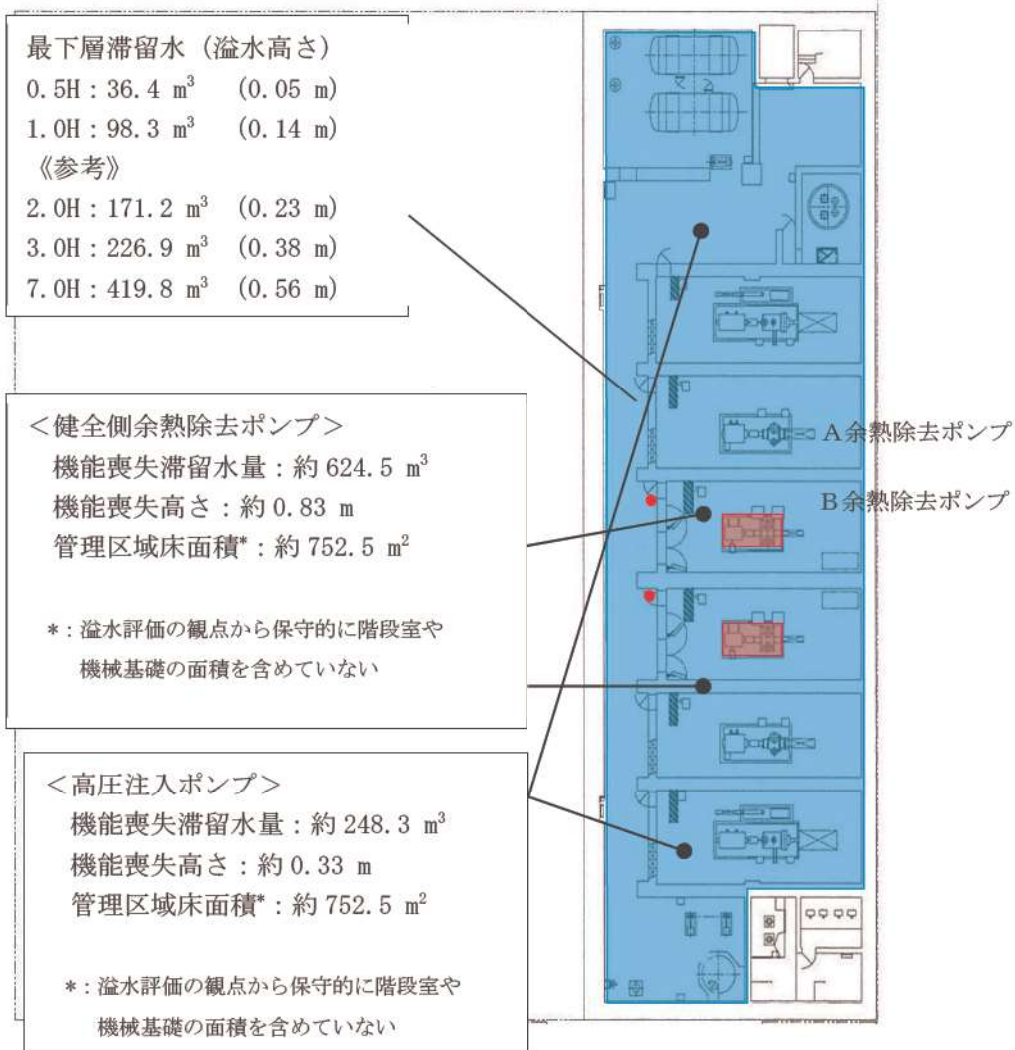 最下層滞留水（溢水高さ）
0.5H：36.4 m³ （0.05 m）
1.0H：98.3 m³ （0.14 m）
《参考》
2.0H：171.2 m³ （0.23 m）
3.0H：226.9 m³ （0.38 m）
7.0H：419.8 m³ （0.56 m）
＜健全側余熱除去ポンプ＞
機能喪失滞留水量：約 624.5 m³
機能喪失高さ：約 0.83 m
管理区域床面積*：約 752.5 m²
*：溢水評価の観点から保守的に階段室や
機械基礎の面積を含めていない
＜高圧注入ポンプ＞
機能喪失滞留水量：約 248.3 m³
機能喪失高さ：約 0.33 m
管理区域床面積*：約 752.5 m²
*：溢水評価の観点から保守的に階段室や
機械基礎の面積を含めていない
A余熱除去ポンプ
B余熱除去ポンプ